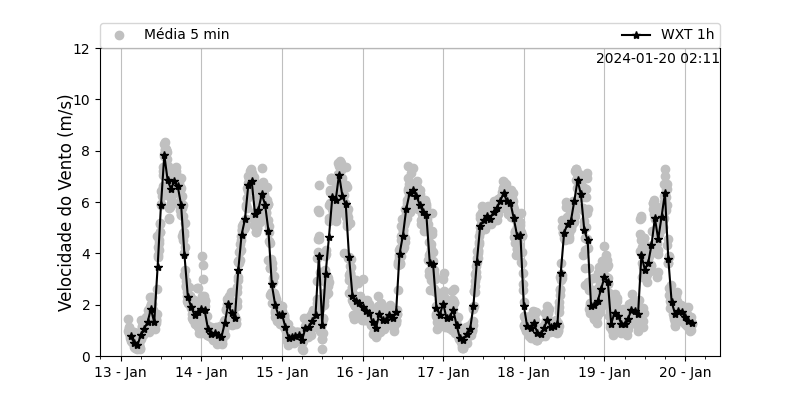 Média 5 min
WXT 1h
2024-01-20 02:11
Velocidade do Vento (m/s)
12
10
8
6
4
2
0
13 - Jan
14 - Jan
15 - Jan
16 - Jan
17 - Jan
18 - Jan
19 - Jan
20 - Jan